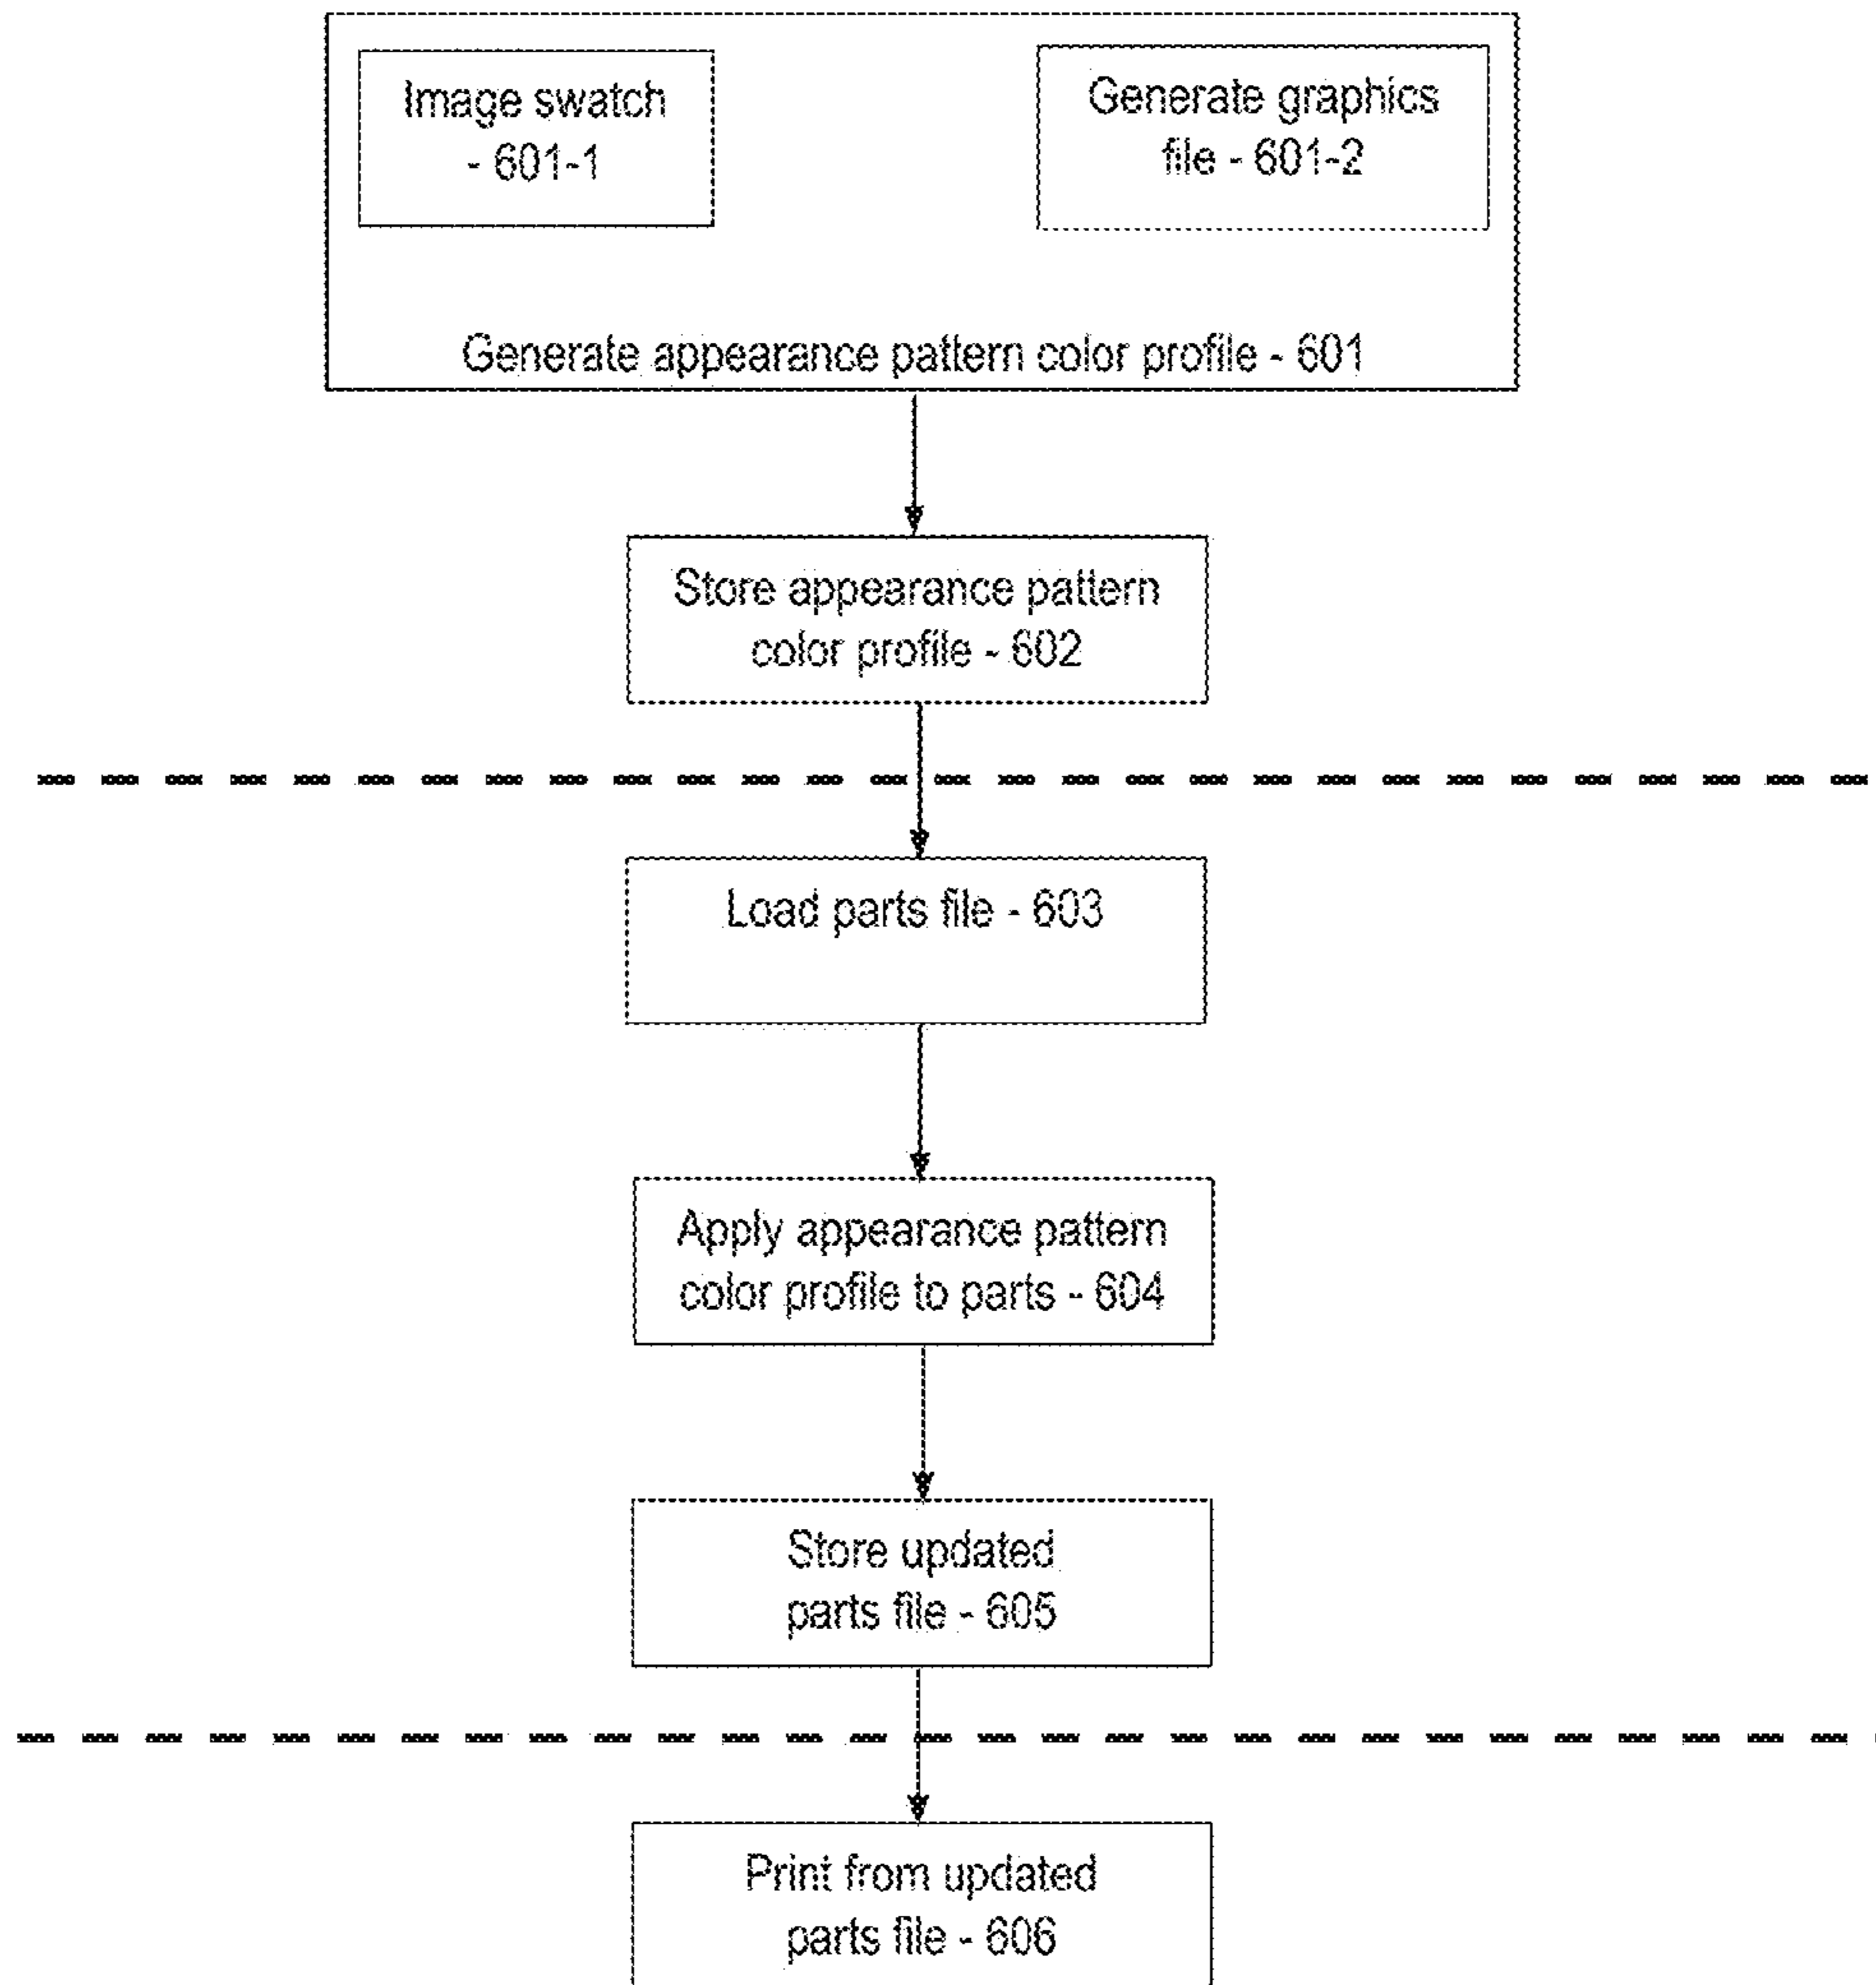 Image swatch
- 601-1
Generate graphics
file - 601-2
Generate appearance pattern color profile - 601
Store appearance pattern
color profile - 602
Load parts file - 603
Apply appearance pattern
color profile to parts - 604
Store updated
parts file - 605
Print from updated
parts file - 606